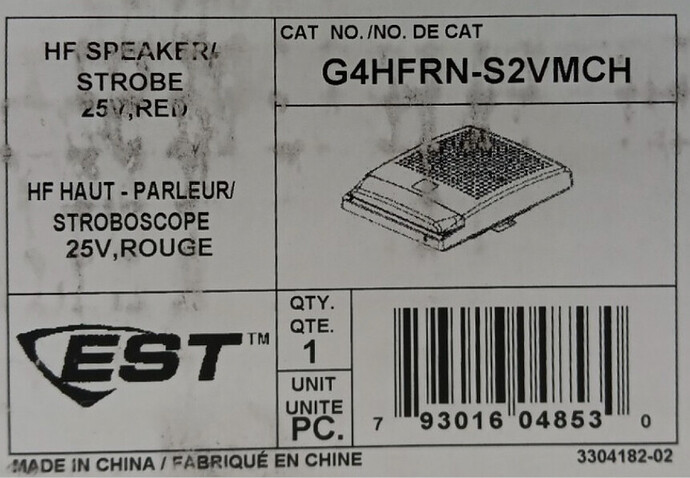 HF SPEAKER/
STROBE
25V,RED
HF HAUT - PARLEUR/
STROBOSCOPE
25V,ROUGE
CAT NO./NO. DE CAT
G4HFRN-S2VMCH
EST™
QTY.
QTE.
1
UNIT
UNITE
PC.
7 93016 04853 0
MADE IN CHINA / FABRIQUÉ EN CHINE
3304182-02